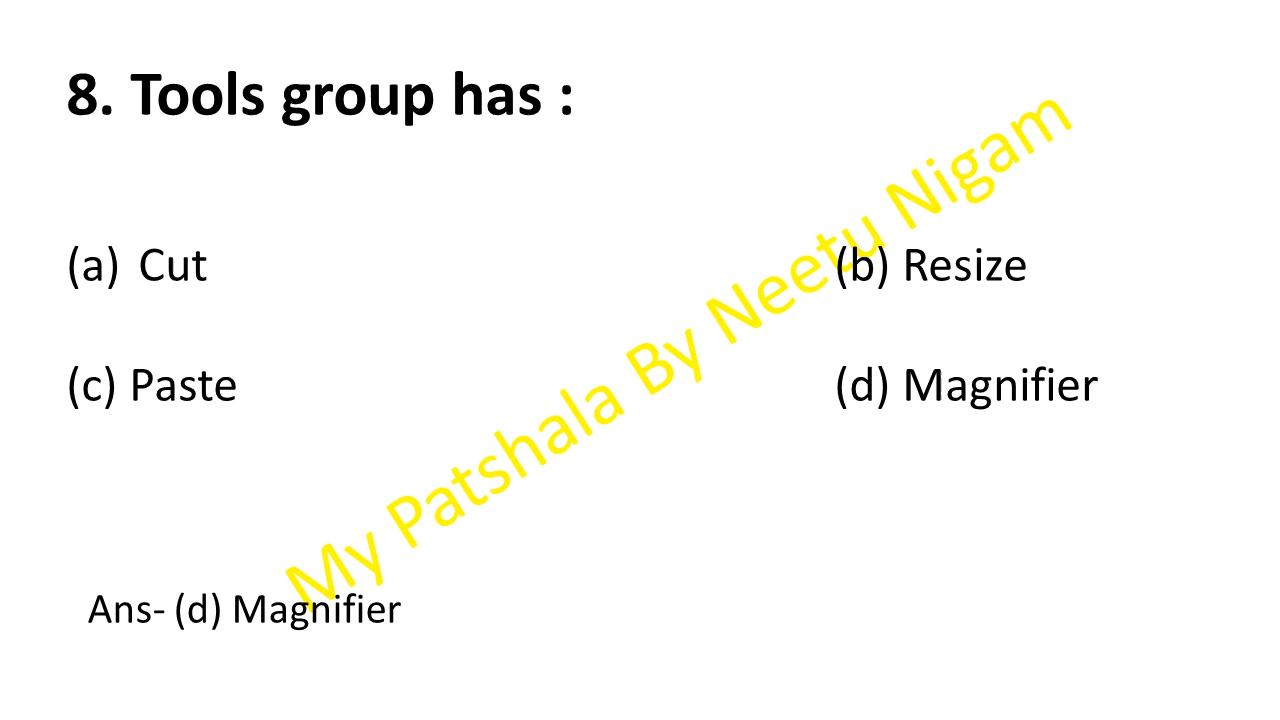 8. Tools group has :
(a) Cut (b) Resize
(c) Paste (d) Magnifier
Ans- (d) Magnifier
My Patshala By Neetu Nigam